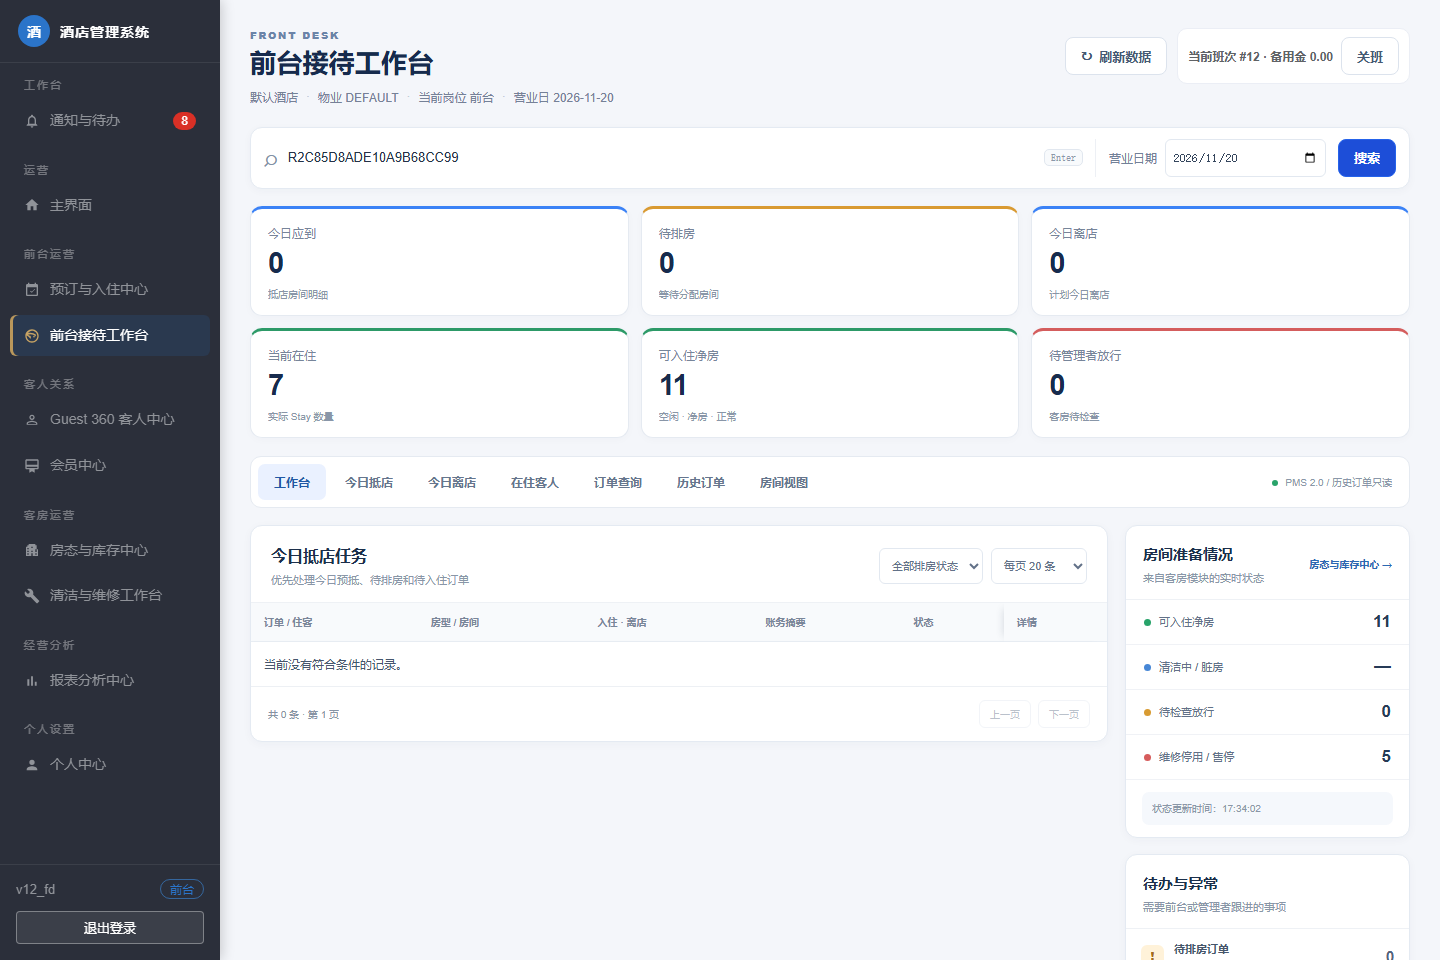 酒 酒店管理系统
工作台
通知与待办 8
运营
主界面
前台运营
预订与入住中心
前台接待工作台
客人关系
Guest 360 客人中心
会员中心
客房运营
房态与库存中心
清洁与维修工作台
经营分析
报表分析中心
个人设置
个人中心
v12_fd 前台
退出登录
FRONT DESK
前台接待工作台
默认酒店 · 物业 DEFAULT · 当前岗位 前台 · 营业日 2026-11-20
↻ 刷新数据
当前班次 #12 · 备用金 0.00 关班
R2C85D8ADE10A9B68CC99 Enter 营业日期 2026/11/20 搜索
今日应到
0
抵店房间明细
待排房
0
等待分配房间
今日离店
0
计划今日离店
当前在住
7
实际 Stay 数量
可入住净房
11
空闲 · 净房 · 正常
待管理者放行
0
客房待检查
工作台 今日抵店 今日离店 在住客人 订单查询 历史订单 房间视图 PMS 2.0 / 历史订单只读
今日抵店任务
优先处理今日预抵、待排房和待入住订单
全部排房状态 每页 20 条
订单 / 住客 房型 / 房间 入住 · 离店 账务摘要 状态 详情
当前没有符合条件的记录。
共 0 条 · 第 1 页 上一页 下一页
房间准备情况
来自客房模块的实时状态
房态与库存中心 →
可入住净房 11
清洁中 / 脏房 —
待检查放行 0
维修停用 / 售停 5
状态更新时间：17:34:02
待办与异常
需要前台或管理者跟进的事项
! 待排房订单 0